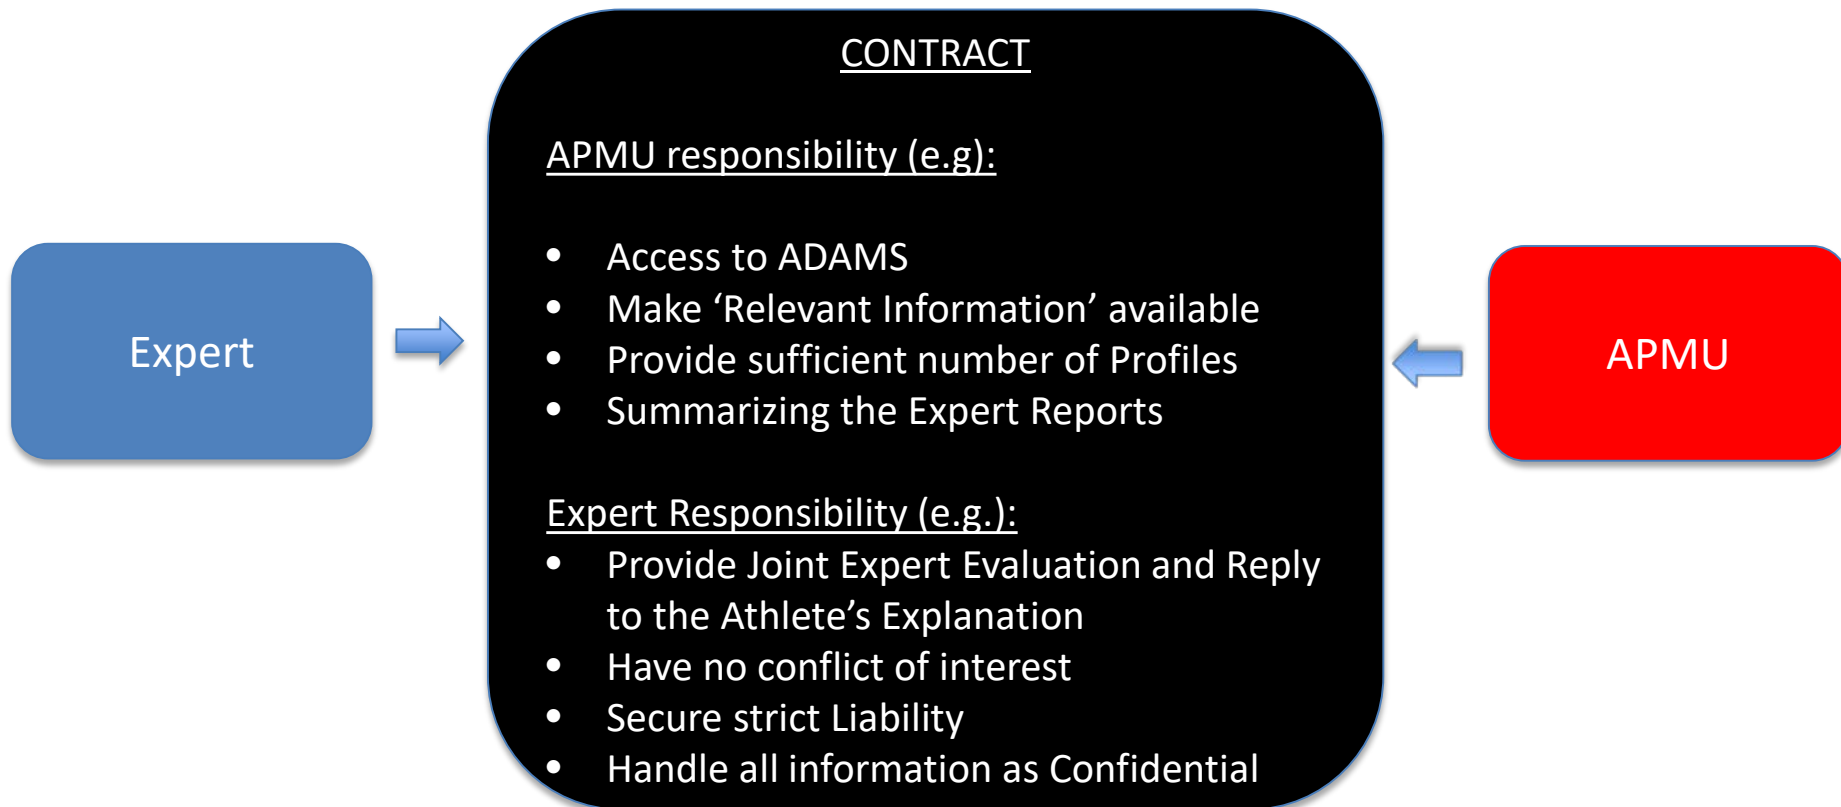 CONTRACT
APMU responsibility (e.g):
• Access to ADAMS
• Make ‘Relevant Information’ available
• Provide sufficient number of Profiles
• Summarizing the Expert Reports
Expert Responsibility (e.g.):
• Provide Joint Expert Evaluation and Reply
to the Athlete’s Explanation
• Have no conflict of interest
• Secure strict Liability
• Handle all information as Confidential
Expert
APMU